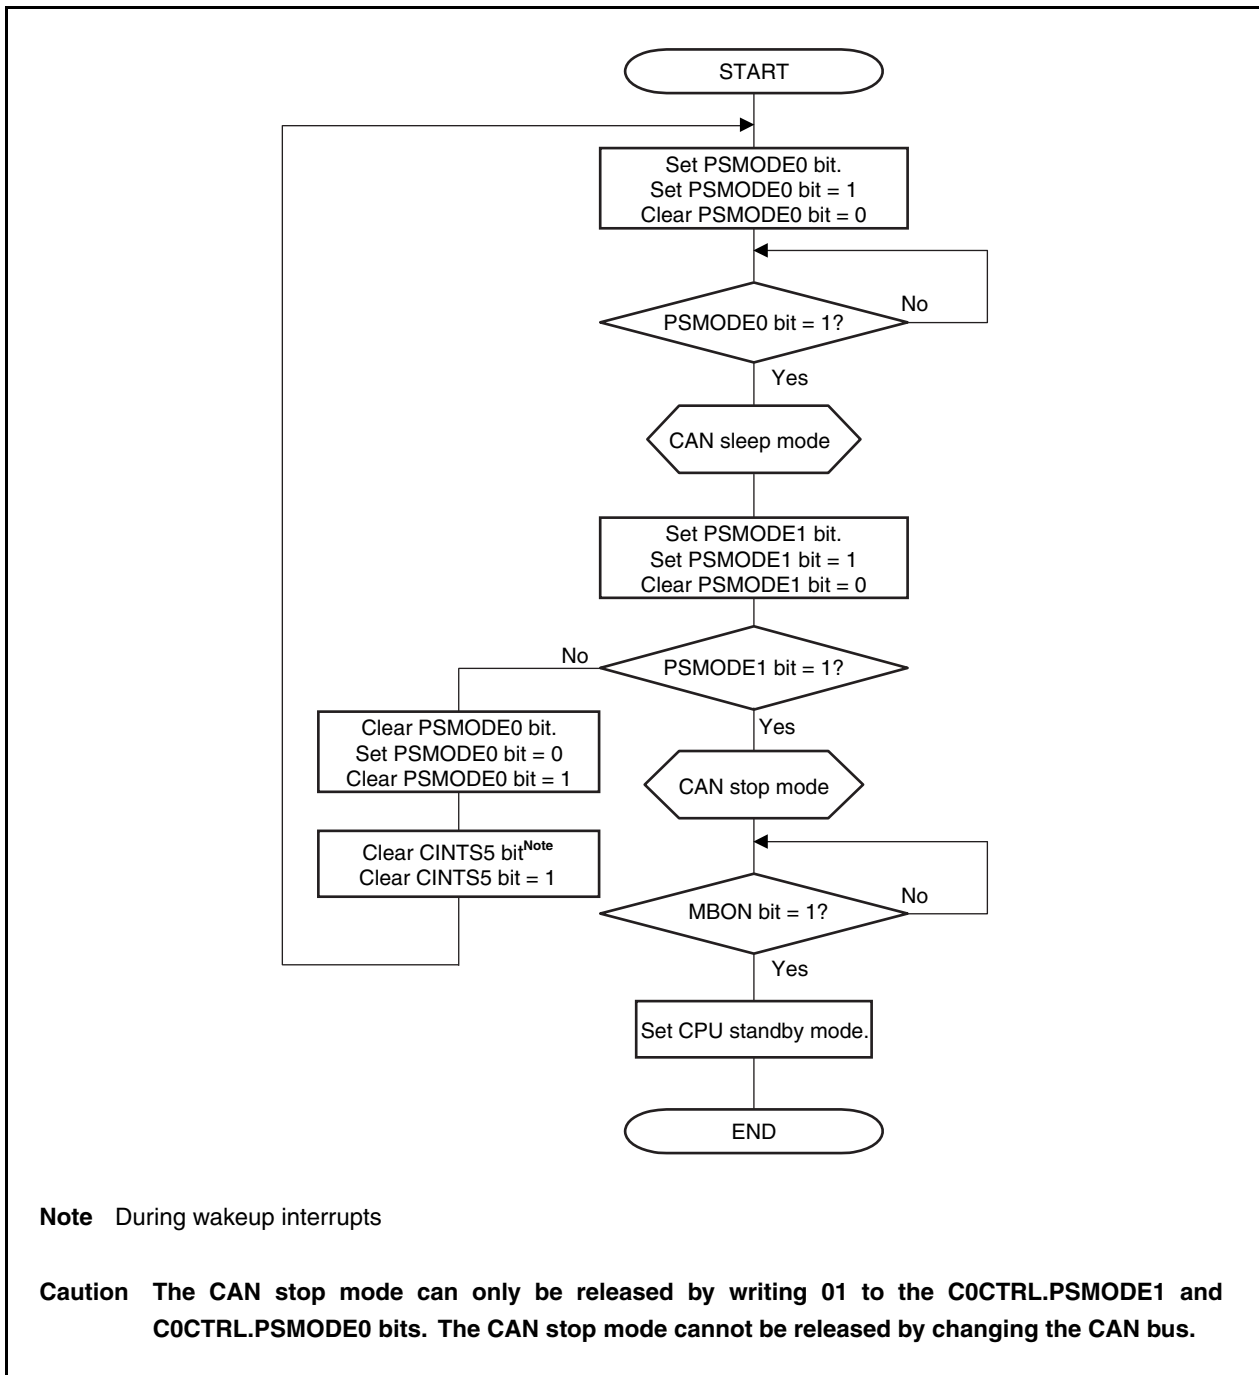 START
Set PSMODE0 bit.
Set PSMODE0 bit = 1
Clear PSMODE0 bit = 0
No
PSMODE0 bit = 1?
Yes
CAN sleep mode
Set PSMODE1 bit.
Set PSMODE1 bit = 1
Clear PSMODE1 bit = 0
No
PSMODE1 bit = 1?
Yes
Clear PSMODE0 bit.
Set PSMODE0 bit = 0
Clear PSMODE0 bit = 1
CAN stop mode
Clear CINTS5 bitNote
Clear CINTS5 bit = 1
No
MBON bit = 1?
Yes
Set CPU standby mode.
END
Note During wakeup interrupts
Caution The CAN stop mode can only be released by writing 01 to the C0CTRL.PSMODE1 and
C0CTRL.PSMODE0 bits. The CAN stop mode cannot be released by changing the CAN bus.